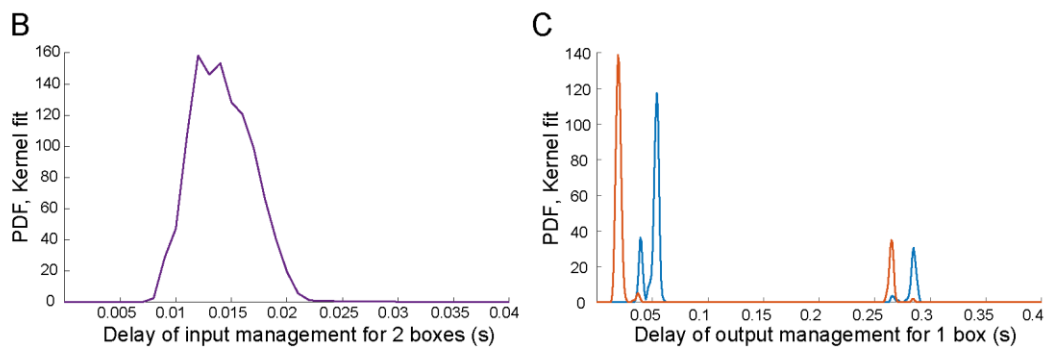 B
160
140
120
100
80
60
40
20
0
PDF, Kernel fit
0.005 0.01 0.015 0.02 0.025 0.03 0.035 0.04
Delay of input management for 2 boxes (s)
C
140
120
100
80
60
40
20
0
PDF, Kernel fit
0.05 0.1 0.15 0.2 0.25 0.3 0.35 0.4
Delay of output management for 1 box (s)